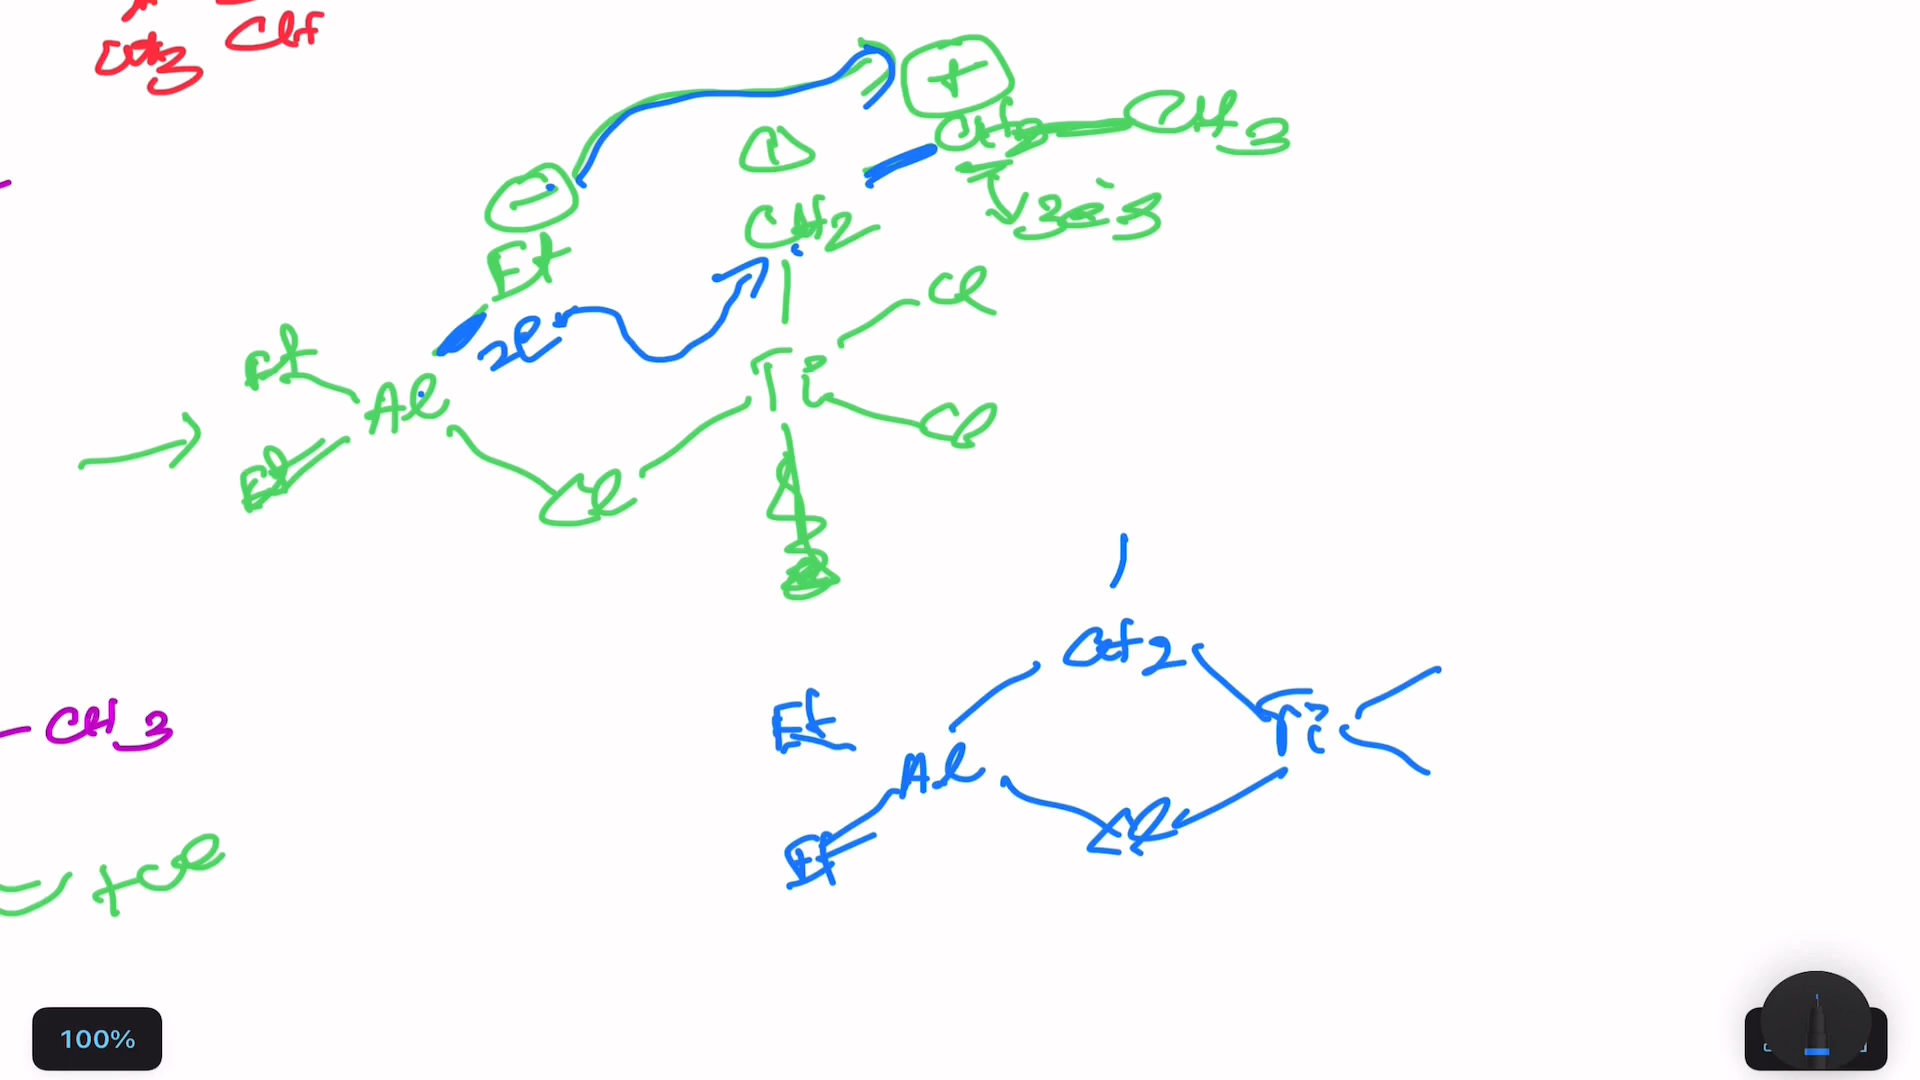 CH3
CH
+
CH2 CH3
1
−
CH2
Et
Cl
2e
Et
Al
Ti
Cl
Et
Cl
CH2
CH3
Et
Ti
Al
Cl
Et
+Cl
100%